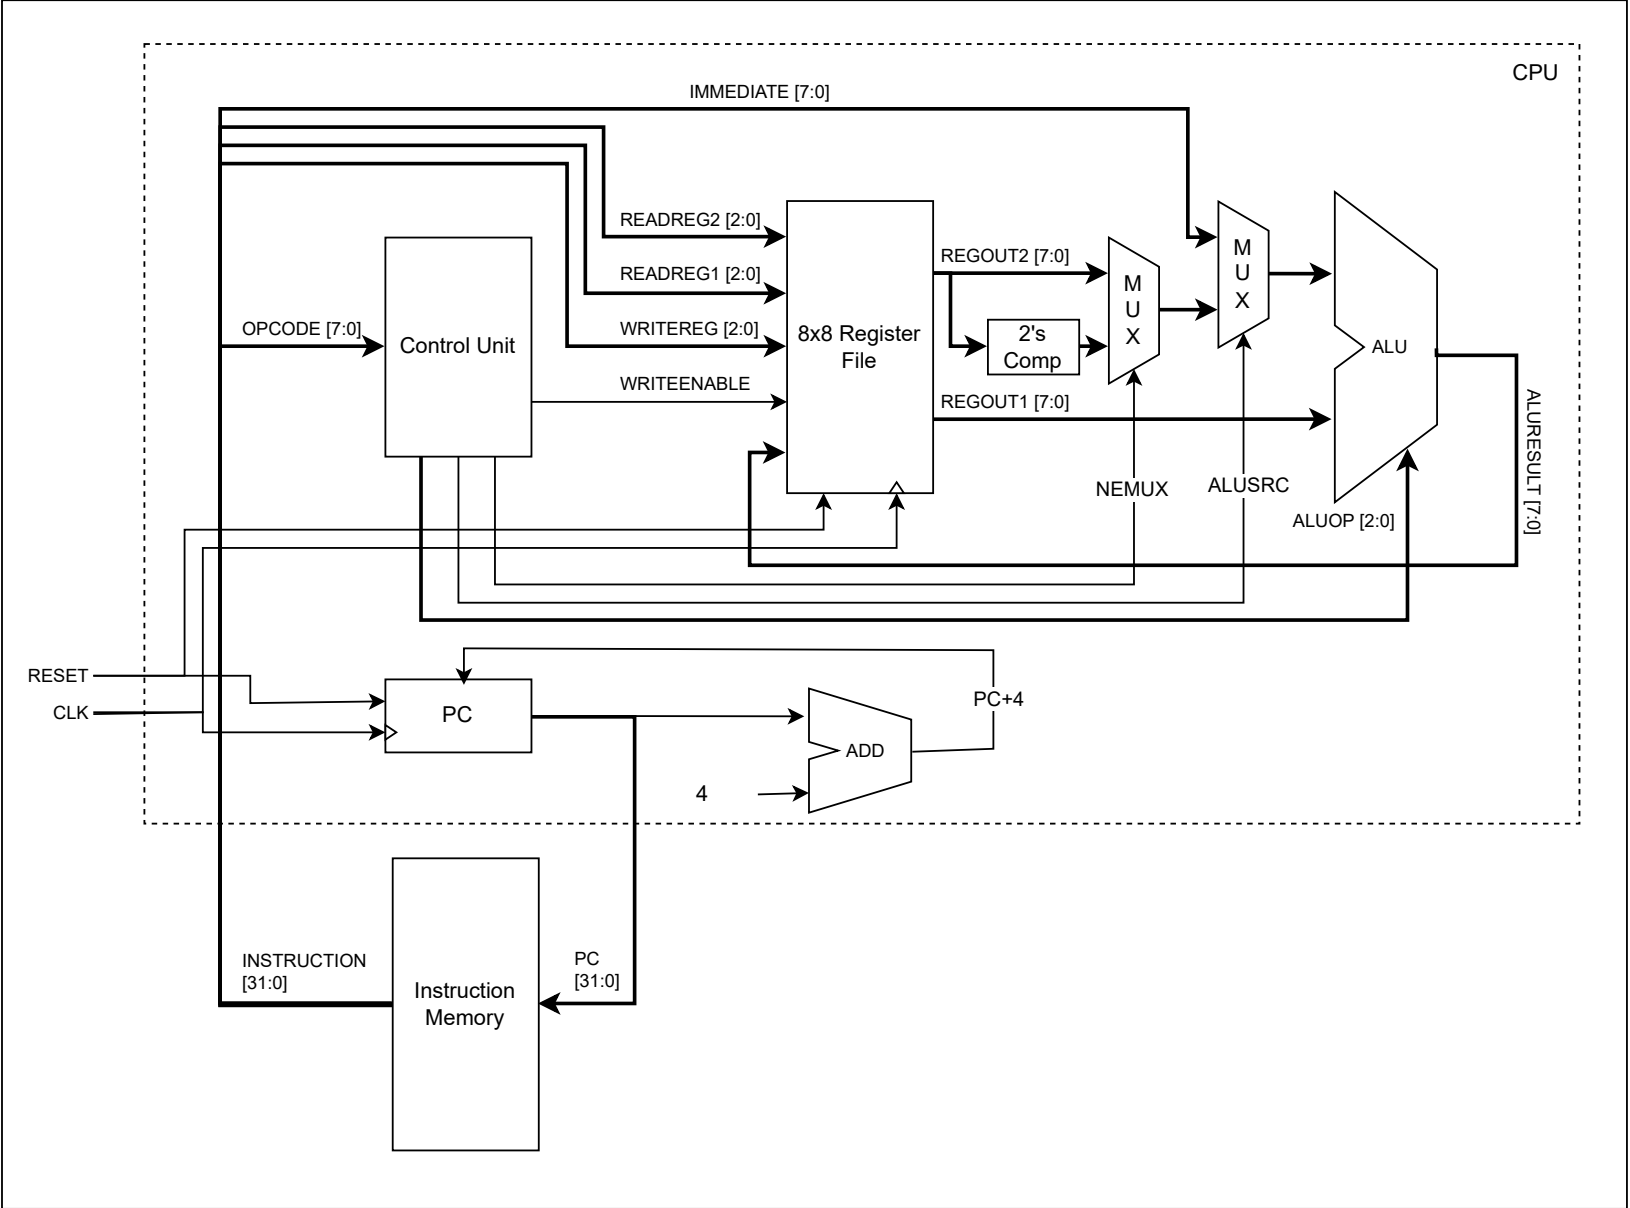 CPU
IMMEDIATE [7:0]
READREG2 [2:0]
READREG1 [2:0]
WRITEREG [2:0]
WRITEENABLE
OPCODE [7:0]
Control Unit
8x8 Register
File
REGOUT2 [7:0]
2's
Comp
REGOUT1 [7:0]
M
U
X
M
U
X
ALU
NEMUX
ALUSRC
ALUOP [2:0]
ALURESULT [7:0]
RESET
CLK
PC
4
ADD
PC+4
INSTRUCTION
[31:0]
Instruction
Memory
PC
[31:0]